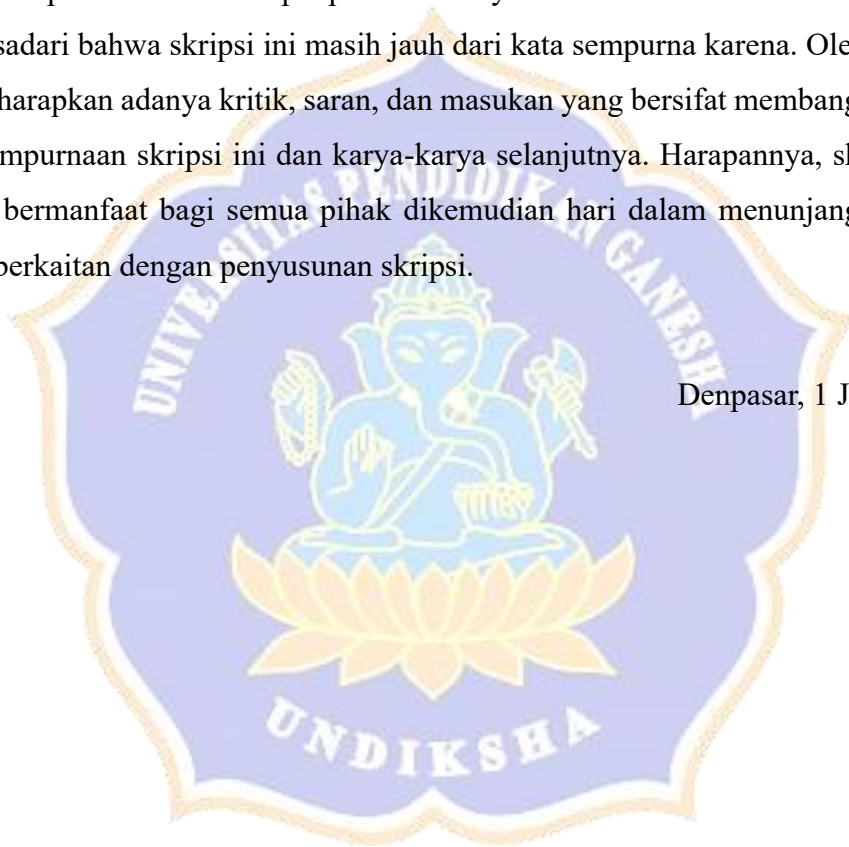 sadari bahwa skripsi ini masih jauh dari kata sempurna karena. Ole
harapkan adanya kritik, saran, dan masukan yang bersifat membang
mpurnaan skripsi ini dan karya-karya selanjutnya. Harapannya, sk
bermanfaat bagi semua pihak dikemudian hari dalam menunjang
berkaitan dengan penyusunan skripsi.
Denpasar, 1 J
UNIVERSITAS PENDIDIKAN GANESHA
UNDIKSHA